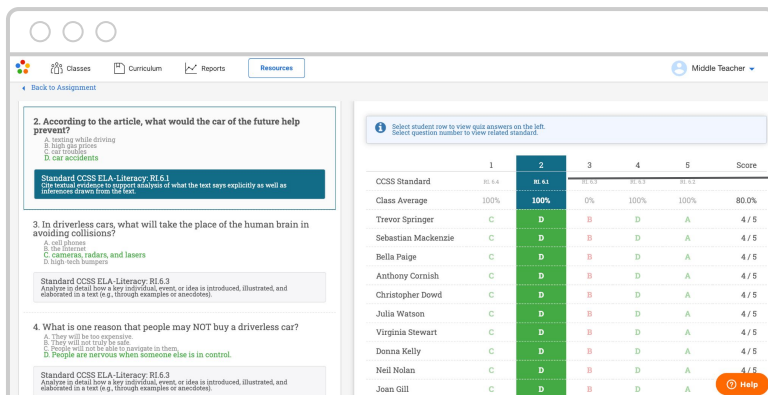 Classes Curriculum Reports Resources Middle Teacher
Back to Assignment
2. According to the article, what would the car of the future help
prevent?
A. texting while driving
B. high gas prices
C. car troubles
D. car accidents
Standard CCSS ELA-Literacy: RI.6.1
Cite textual evidence to support analysis of what the text says explicitly as well as
inferences drawn from the text.
3. In driverless cars, what will take the place of the human brain in
avoiding collisions?
A. cell phones
B. the Internet
C. cameras, radars, and lasers
D. high-tech bumpers
Standard CCSS ELA-Literacy: RI.6.3
Analyze in detail how a key individual, event, or idea is introduced, illustrated, and
elaborated in a text (e.g., through examples or anecdotes).
4. What is one reason that people may NOT buy a driverless car?
A. They will be too expensive.
B. They will not truly be safe.
C. People will not be able to navigate in them.
D. People are nervous when someone else is in control.
Standard CCSS ELA-Literacy: RI.6.3
Analyze in detail how a key individual, event, or idea is introduced, illustrated, and
elaborated in a text (e.g., through examples or anecdotes).
Select student row to view quiz answers on the left.
Select question number to view related standard.
1 2 3 4 5 Score
CCSS Standard RI. 6.4 RI. 6.1 RI. 6.3 RI. 6.3 RI. 6.2
Class Average 100% 100% 0% 100% 100% 80.0%
Trevor Springer C D B D A 4 / 5
Sebastian Mackenzie C D B D A 4 / 5
Bella Paige C D B D A 4 / 5
Anthony Cornish C D B D A 4 / 5
Christopher Dowd C D B D A 4 / 5
Julia Watson C D B D A 4 / 5
Virginia Stewart C D B D A 4 / 5
Donna Kelly C D B D A 4 / 5
Neil Nolan C D B D A 4 / 5
Joan Gill C D B D A
Help